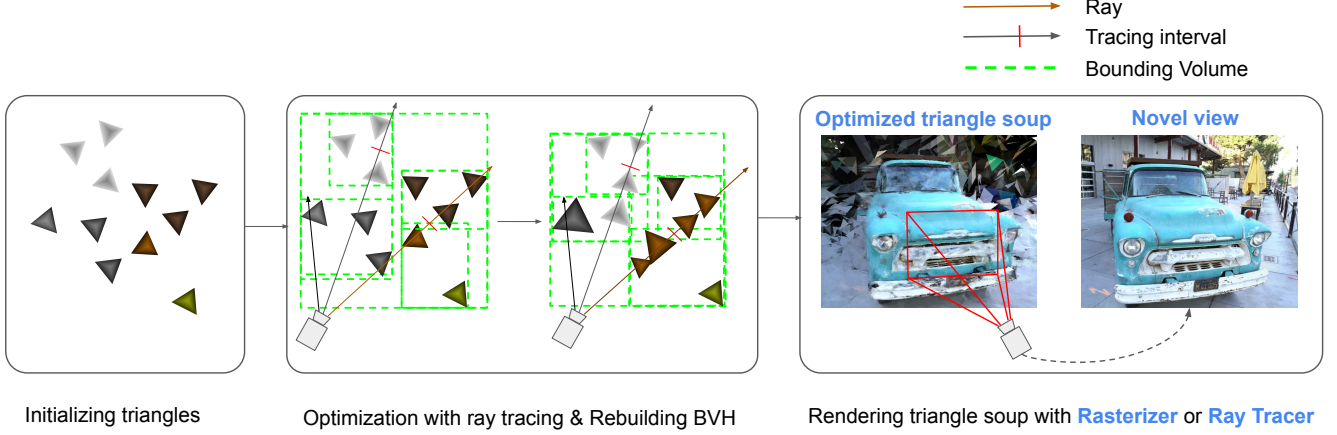 Ray
Tracing interval
Bounding Volume
Optimized triangle soup
Novel view
Initializing triangles
Optimization with ray tracing & Rebuilding BVH
Rendering triangle soup with Rasterizer or Ray Tracer